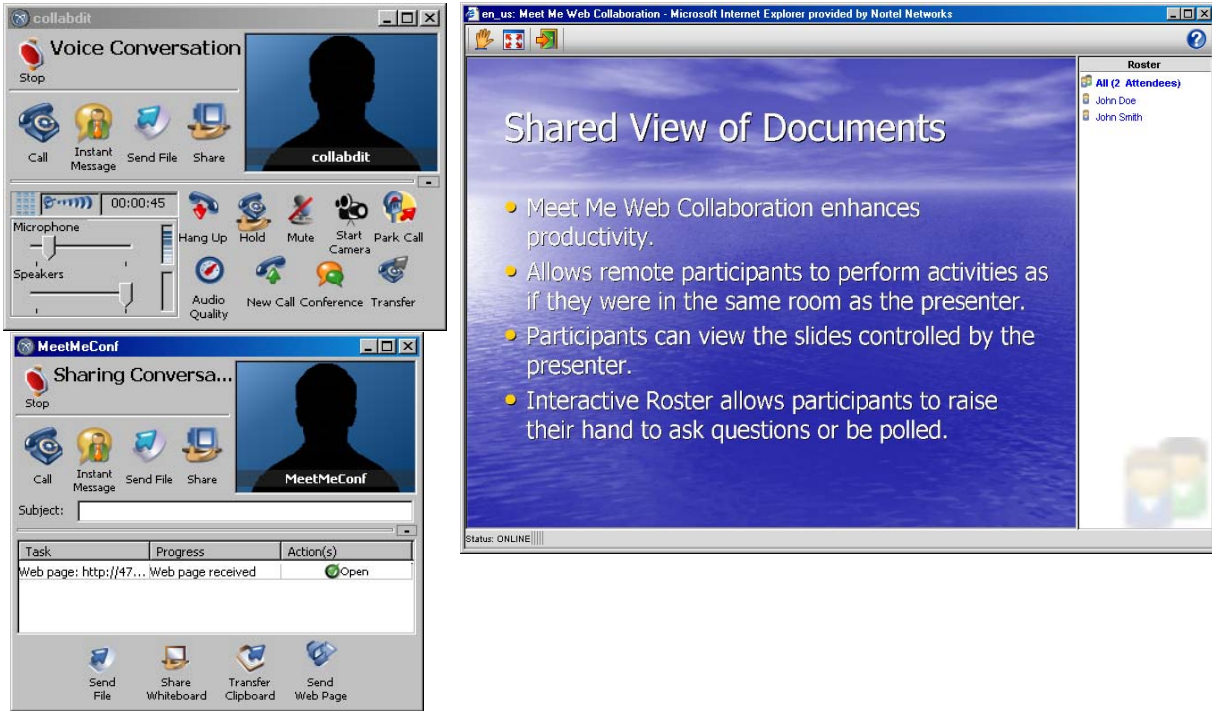 collabdit
Voice Conversation
Stop
Call
Instant
Message
Send File
Share
collabdit
00:00:45
Microphone
Speakers
Hang Up
Hold
Mute
Start
Camera
Park Call
Audio
Quality
New Call
Conference
Transfer
MeetMeConf
Sharing Conversa...
Stop
Call
Instant
Message
Send File
Share
MeetMeConf
Subject:
Task Progress Action(s)
Web page: http://47... Web page received Open
Send
File
Share
Whiteboard
Transfer
Clipboard
Send
Web Page
en_us: Meet Me Web Collaboration - Microsoft Internet Explorer provided by Nortel Networks
Shared View of Documents
• Meet Me Web Collaboration enhances
productivity.
• Allows remote participants to perform activities as
if they were in the same room as the presenter.
• Participants can view the slides controlled by the
presenter.
• Interactive Roster allows participants to raise
their hand to ask questions or be polled.
Roster
All (2 Attendees)
John Doe
John Smith
Status: ONLINE